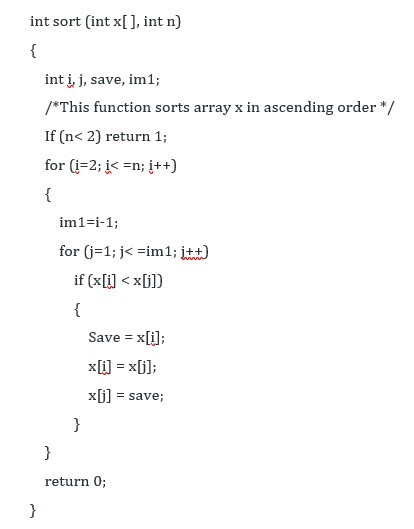 int sort (int x[ ], int n)
{
int i, j, save, im1;
/*This function sorts array x in ascending order */
If (n< 2) return 1;
for (i=2; i< =n; i++)
{
im1=i-1;
for (j=1; j< =im1; j++)
if (x[i] < x[j])
{
Save = x[i];
x[i] = x[j];
x[j] = save;
}
}
return 0;
}